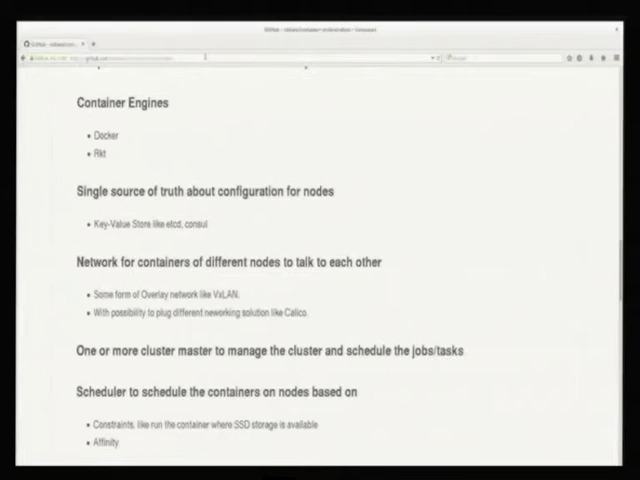 Container Engines
Docker
Rkt
Single source of truth about configuration for nodes
Key-Value Store like etcd, consul
Network for containers of different nodes to talk to each other
Some form of Overlay network like VxLAN.
With possibility to plug different neworking solution like Calico.
One or more cluster master to manage the cluster and schedule the jobs/tasks
Scheduler to schedule the containers on nodes based on
Constraints, like run the container where SSD storage is available
Affinity